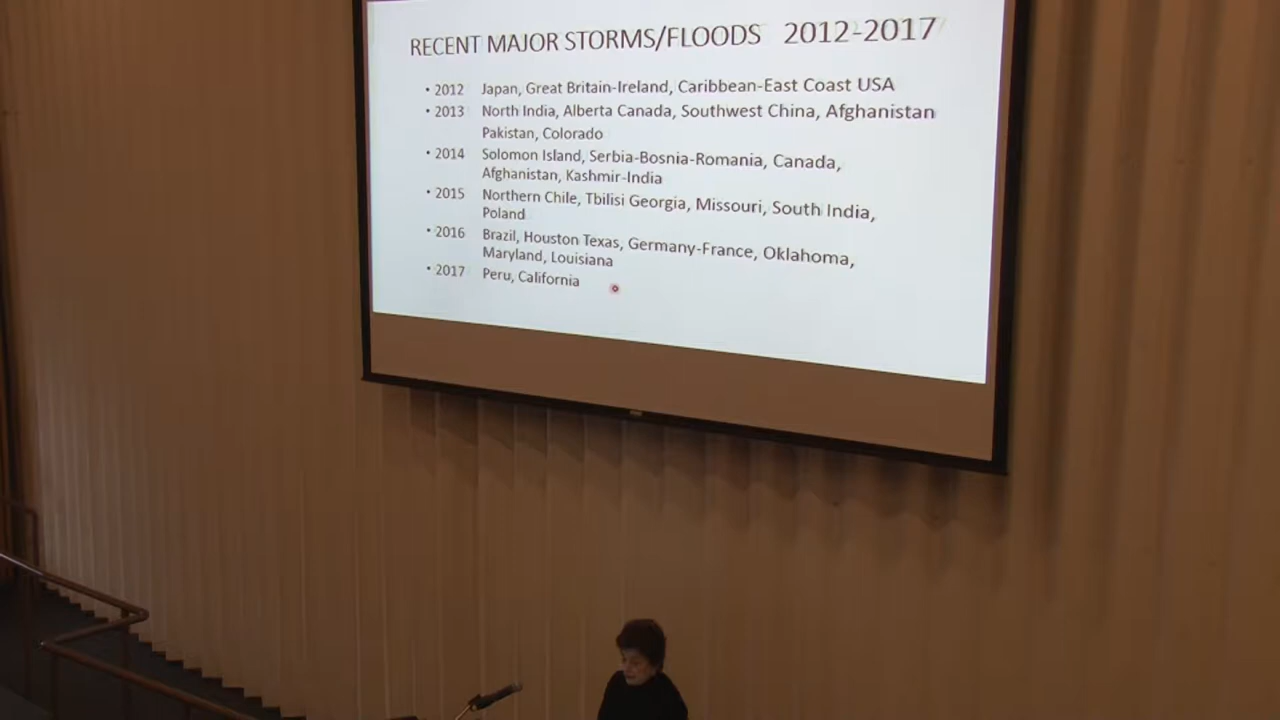 RECENT MAJOR STORMS/FLOODS 2012-2017
• 2012 Japan, Great Britain-Ireland, Caribbean-East Coast USA
• 2013 North India, Alberta Canada, Southwest China, Afghanistan
Pakistan, Colorado
• 2014 Solomon Island, Serbia-Bosnia-Romania, Canada,
Afghanistan, Kashmir-India
• 2015 Northern Chile, Tbilisi Georgia, Missouri, South India,
Poland
• 2016 Brazil, Houston Texas, Germany-France, Oklahoma,
Maryland, Louisiana
• 2017 Peru, California